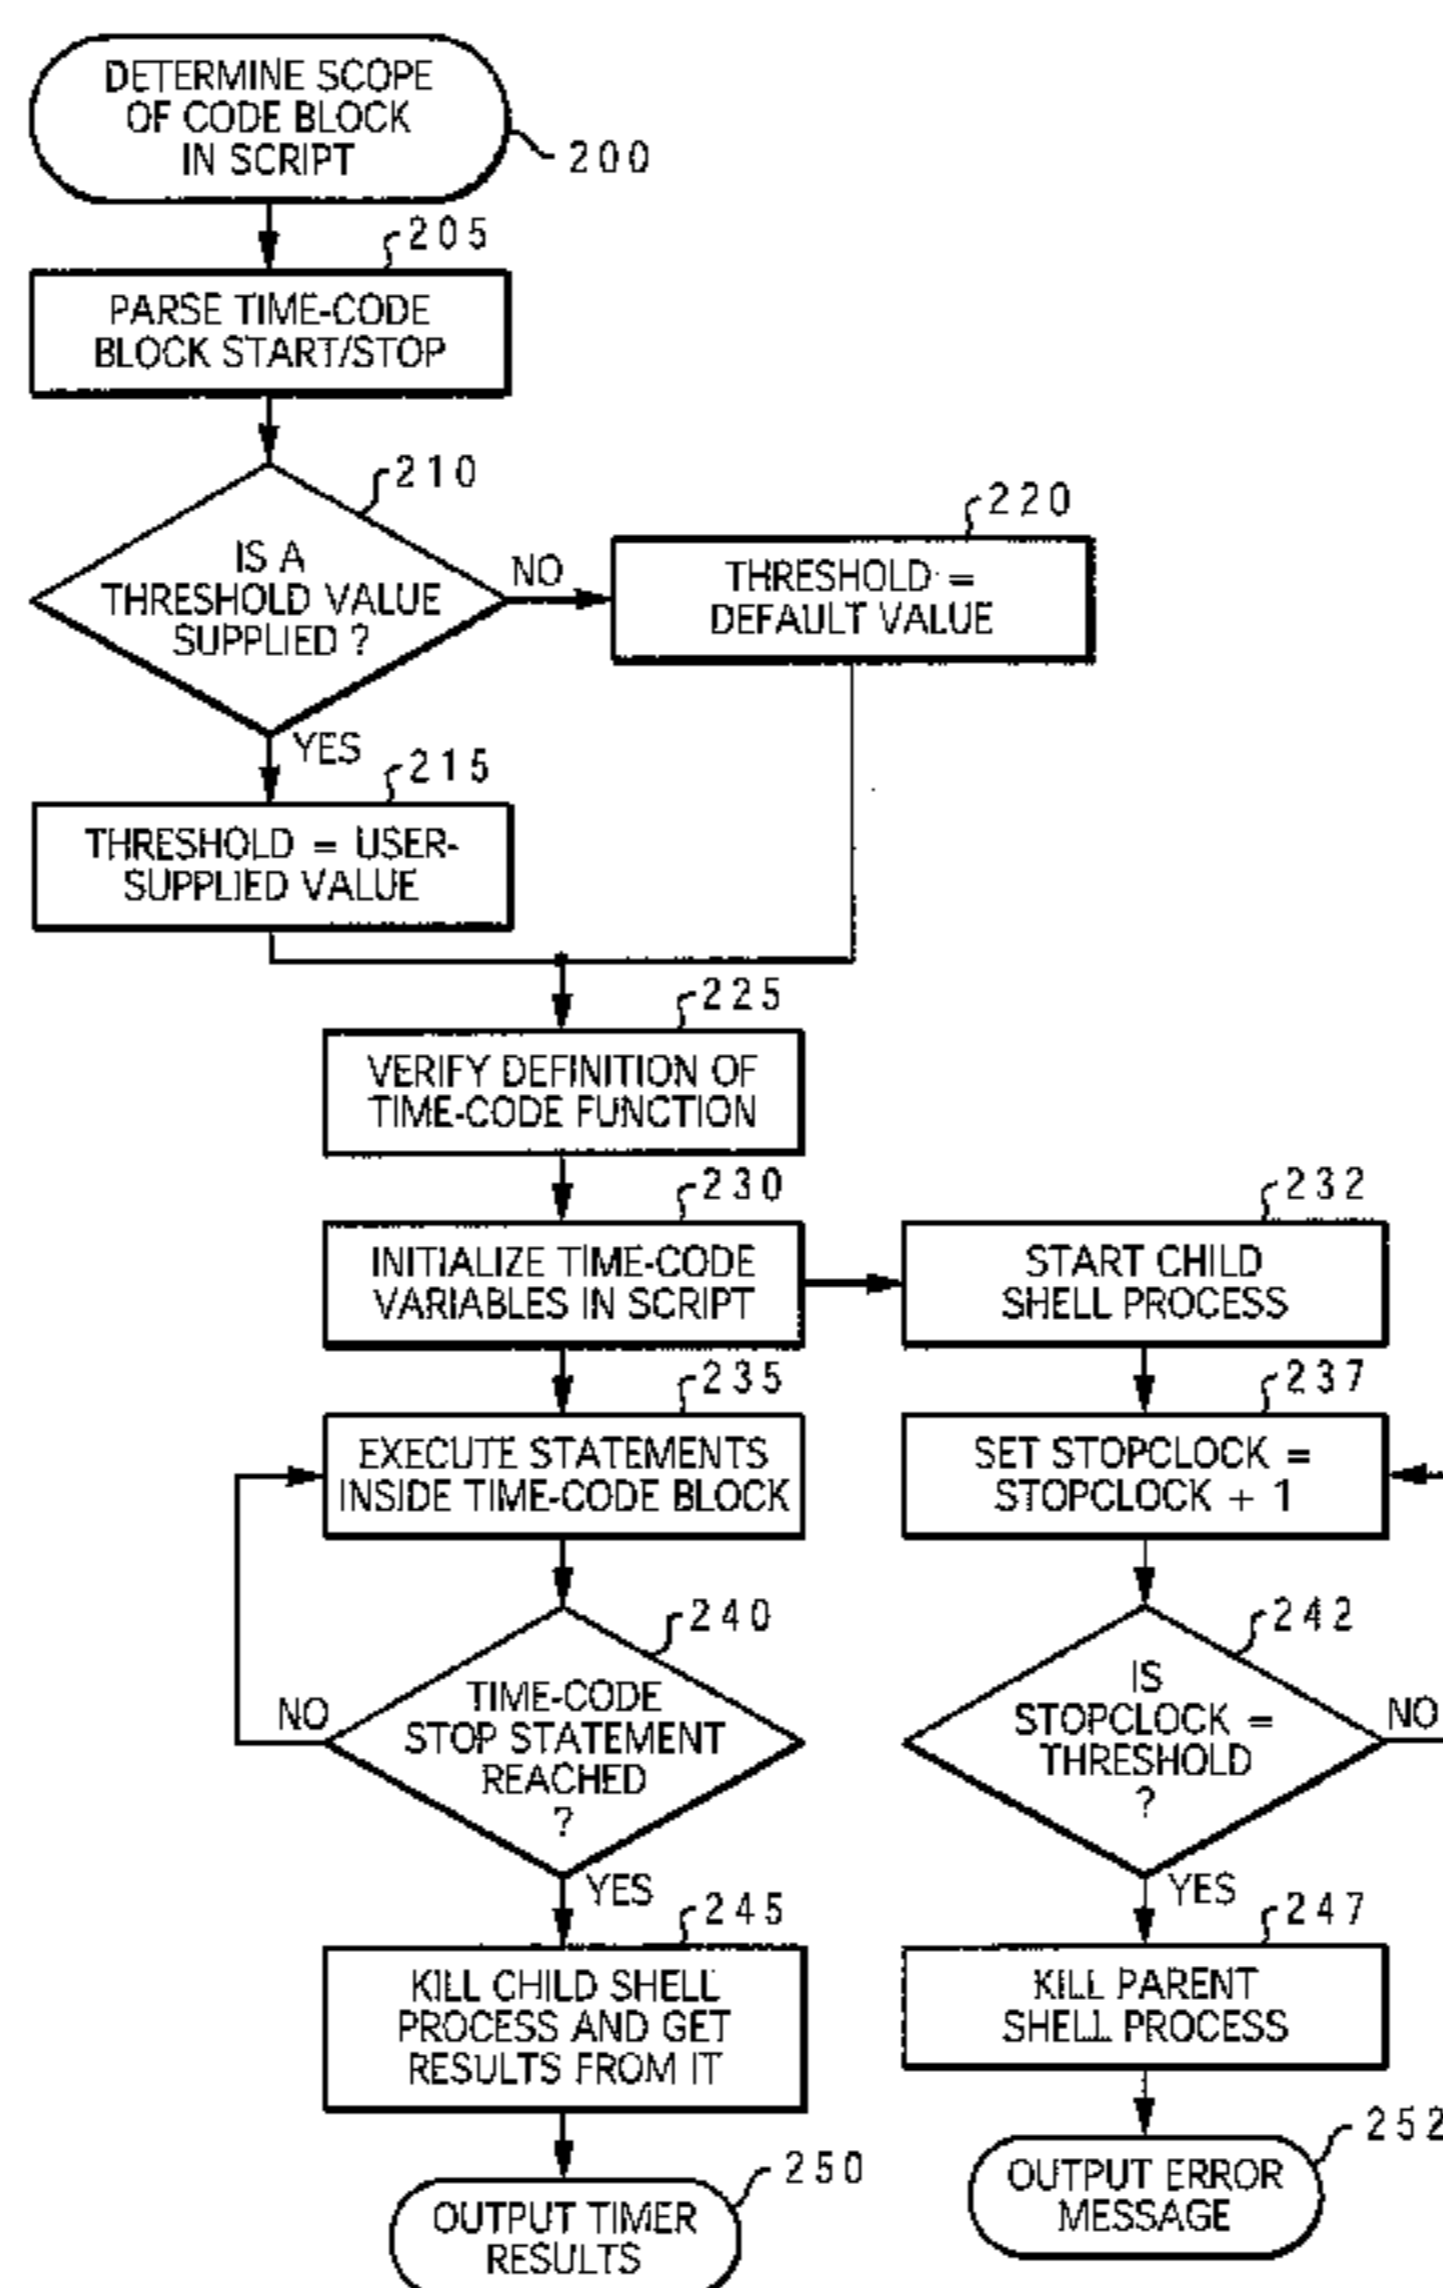 DETERMINE SCOPE
OF CODE BLOCK
IN SCRIPT
200
205
PARSE TIME-CODE
BLOCK START/STOP
210
IS A
THRESHOLD VALUE
SUPPLIED ?
NO
220
THRESHOLD =
DEFAULT VALUE
YES
215
THRESHOLD = USER-
SUPPLIED VALUE
225
VERIFY DEFINITION OF
TIME-CODE FUNCTION
230
INITIALIZE TIME-CODE
VARIABLES IN SCRIPT
232
START CHILD
SHELL PROCESS
235
EXECUTE STATEMENTS
INSIDE TIME-CODE BLOCK
237
SET STOPCLOCK =
STOPCLOCK + 1
240
TIME-CODE
STOP STATEMENT
REACHED
?
NO
YES
242
IS
STOPCLOCK =
THRESHOLD
?
NO
YES
245
KILL CHILD SHELL
PROCESS AND GET
RESULTS FROM IT
247
KILL PARENT
SHELL PROCESS
250
OUTPUT TIMER
RESULTS
252
OUTPUT ERROR
MESSAGE